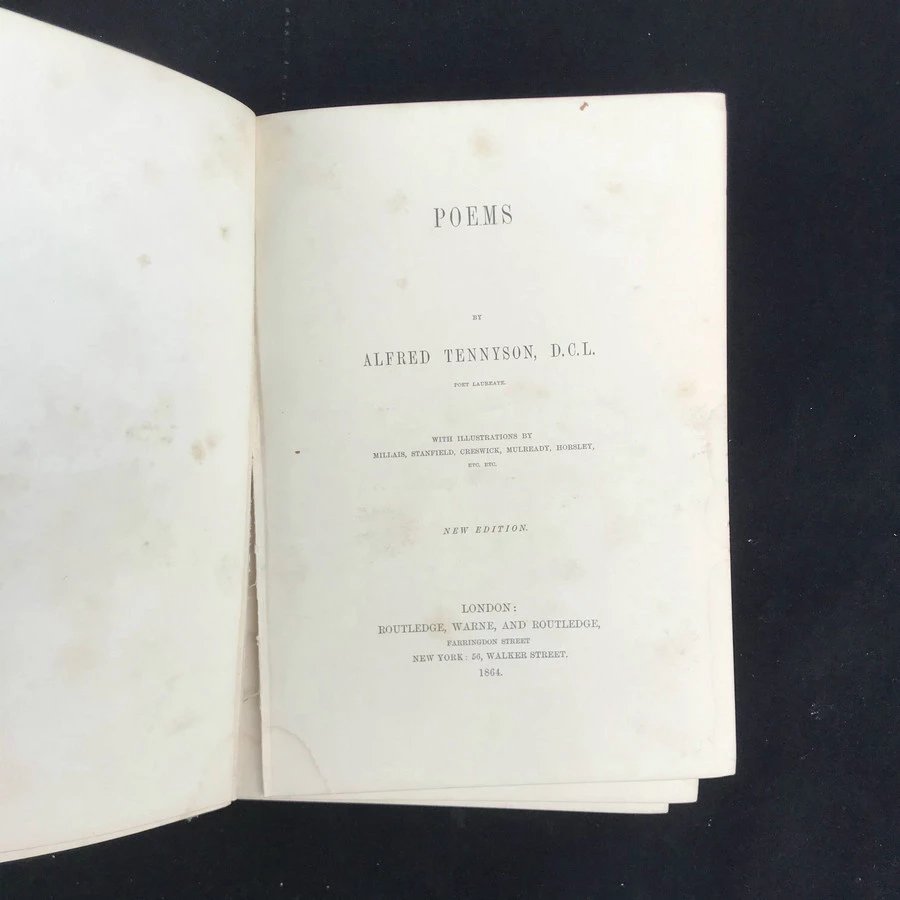 POEMS
BY
ALFRED TENNYSON, D.C.L.
POET LAUREATE.
WITH ILLUSTRATIONS BY
MILLAIS, STANFIELD, CRESWICK, MULREADY, HORSLEY,
ETC. ETC.
NEW EDITION.
LONDON:
ROUTLEDGE, WARNE, AND ROUTLEDGE,
FARRINGDON STREET
NEW YORK: 56, WALKER STREET.
1864.